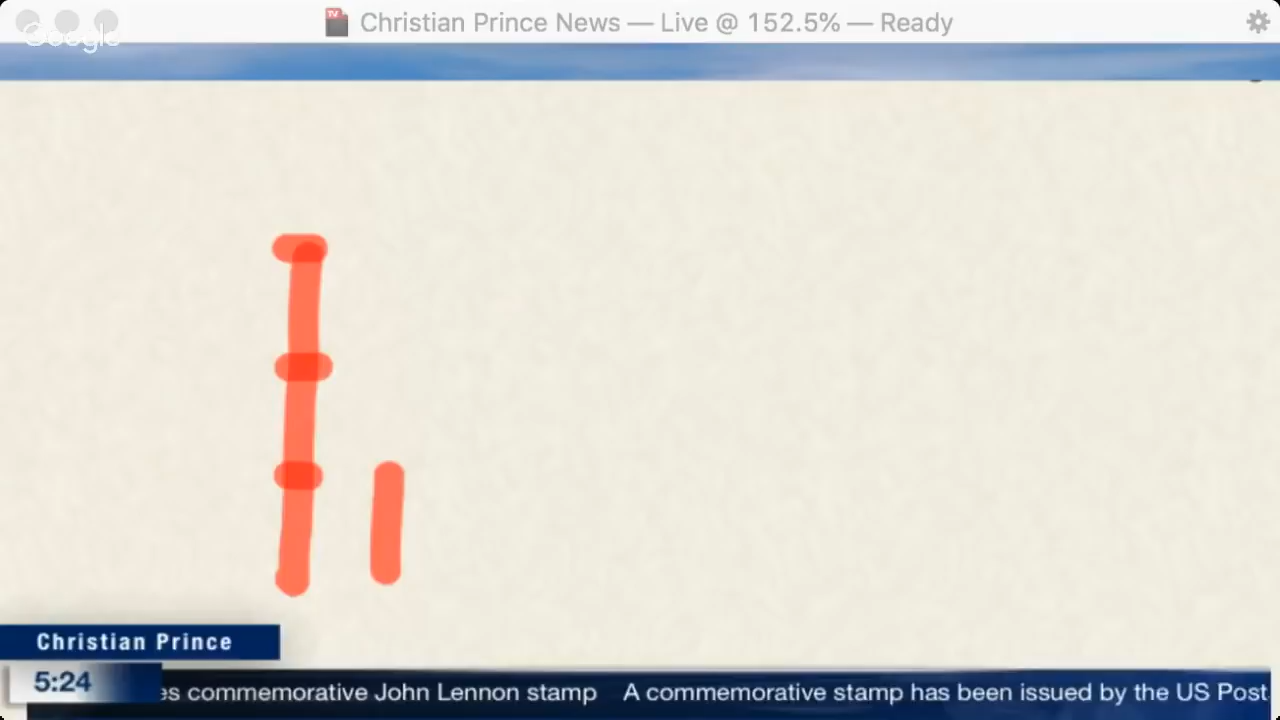 Christian Prince News — Live @ 152.5% — Ready
Google
TV
Christian Prince
5:24
es commemorative John Lennon stamp A commemorative stamp has been issued by the US Post